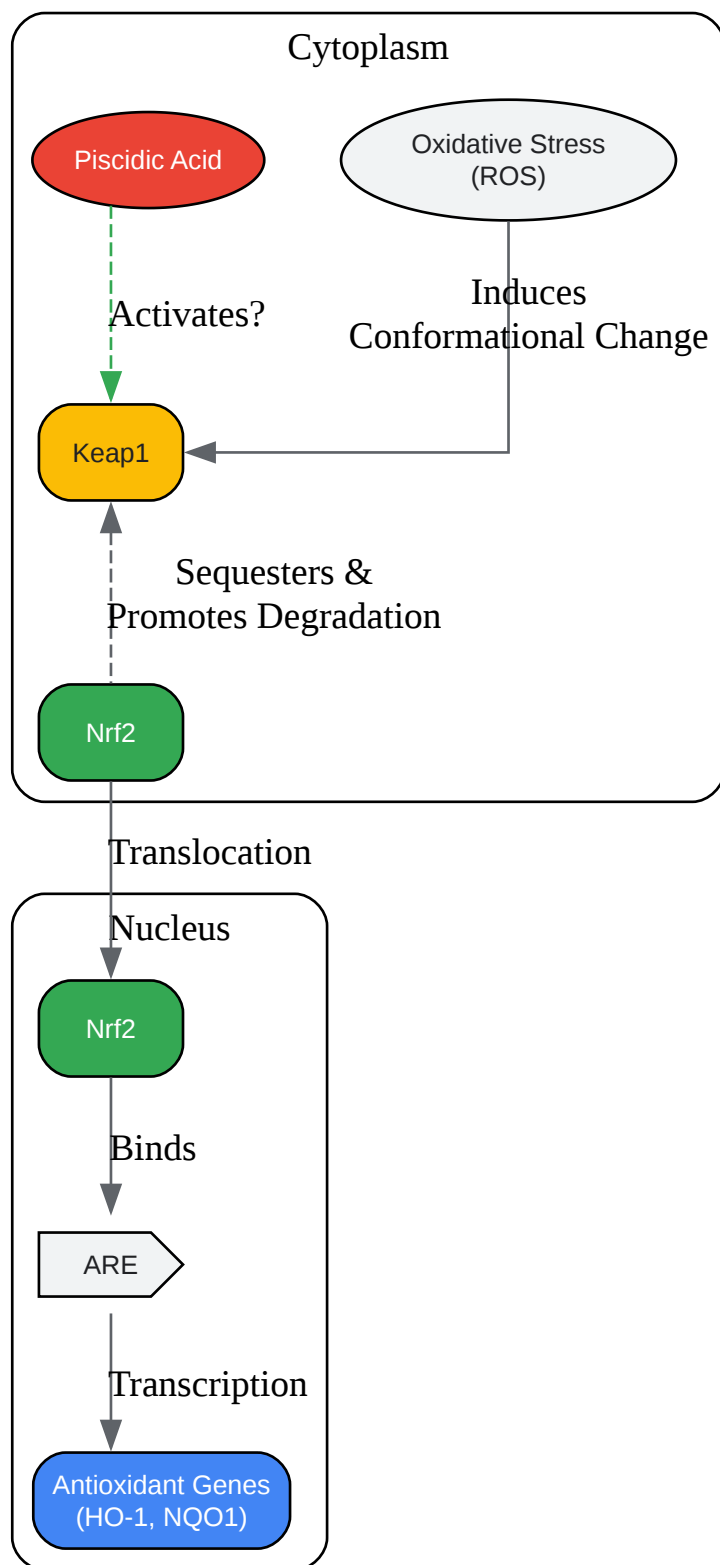 Cytoplasm
Piscidic Acid
Oxidative Stress
(ROS)
Activates?
Induces
Conformational Change
Keap1
Sequesters &
Promotes Degradation
Nrf2
Translocation
Nucleus
Nrf2
Binds
ARE
Transcription
Antioxidant Genes
(HO-1, NQO1)